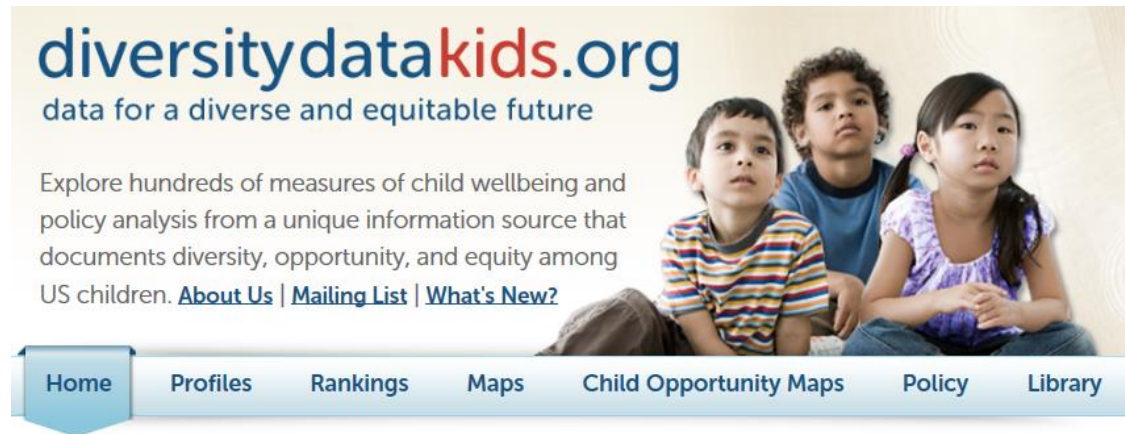 diversitydatakids.org
data for a diverse and equitable future
Explore hundreds of measures of child wellbeing and
policy analysis from a unique information source that
documents diversity, opportunity, and equity among
US children. About Us | Mailing List | What's New?
Home Profiles Rankings Maps Child Opportunity Maps Policy Library